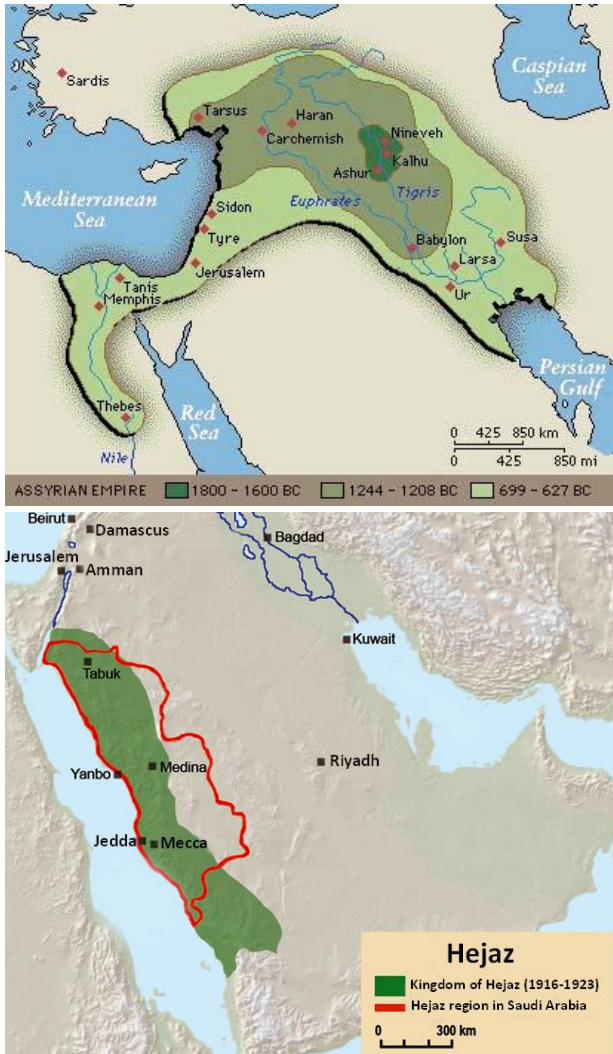 Caspian
Sea
Sardis
Tarsus
Haran
Carchemish
Nineveh
Kalhu
Ashur
Tigris
Euphrates
Mediterranean
Sea
Sidon
Tyre
Jerusalem
Babylon
Susa
Larsa
Ur
Tanis
Memphis
Thebes
Nile
Red
Sea
Persian
Gulf
0 425 850 km
0 425 850 mi
ASSYRIAN EMPIRE 1800 - 1600 BC 1244 - 1208 BC 699 - 627 BC
Beirut
Damascus
Bagdad
Jerusalem
Amman
Kuwait
Tabuk
Riyadh
Yanbo
Medina
Jedda
Mecca
Hejaz
Kingdom of Hejaz (1916-1923)
Hejaz region in Saudi Arabia
0 300 km